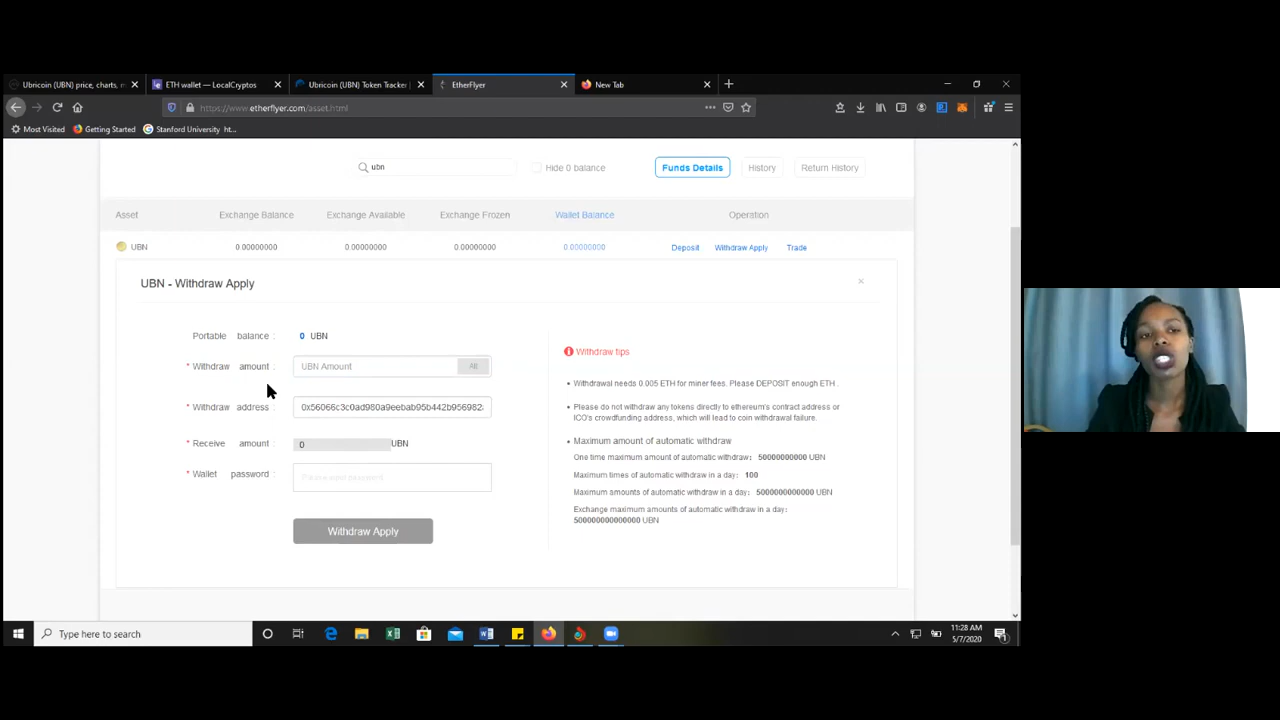 Ubricoin (UBN) price, charts, m
ETH wallet — LocalCryptos
Ubricoin (UBN) Token Tracker |
EtherFlyer
New Tab
https://www.etherflyer.com/asset.html
Most Visited
Getting Started
Stanford University ht...
ubn
Hide 0 balance
Funds Details
History
Return History
Asset
Exchange Balance
Exchange Available
Exchange Frozen
Wallet Balance
Operation
UBN
0.00000000
0.00000000
0.00000000
0.00000000
Deposit
Withdraw Apply
Trade
UBN - Withdraw Apply
Portable balance : 0 UBN
* Withdraw amount : UBN Amount All
* Withdraw address : 0x56066c3c0ad980a9eebab95b442b956982
* Receive amount : 0 UBN
* Wallet password : Please input password
Withdraw Apply
Withdraw tips
• Withdrawal needs 0.005 ETH for miner fees. Please DEPOSIT enough ETH .
• Please do not withdraw any tokens directly to ethereum's contract address or
ICO's crowdfunding address, which will lead to coin withdrawal failure.
• Maximum amount of automatic withdraw
One time maximum amount of automatic withdraw: 50000000000 UBN
Maximum times of automatic withdraw in a day: 100
Maximum amounts of automatic withdraw in a day: 5000000000000 UBN
Exchange maximum amounts of automatic withdraw in a day:
500000000000000 UBN
Type here to search
11:28 AM
5/7/2020